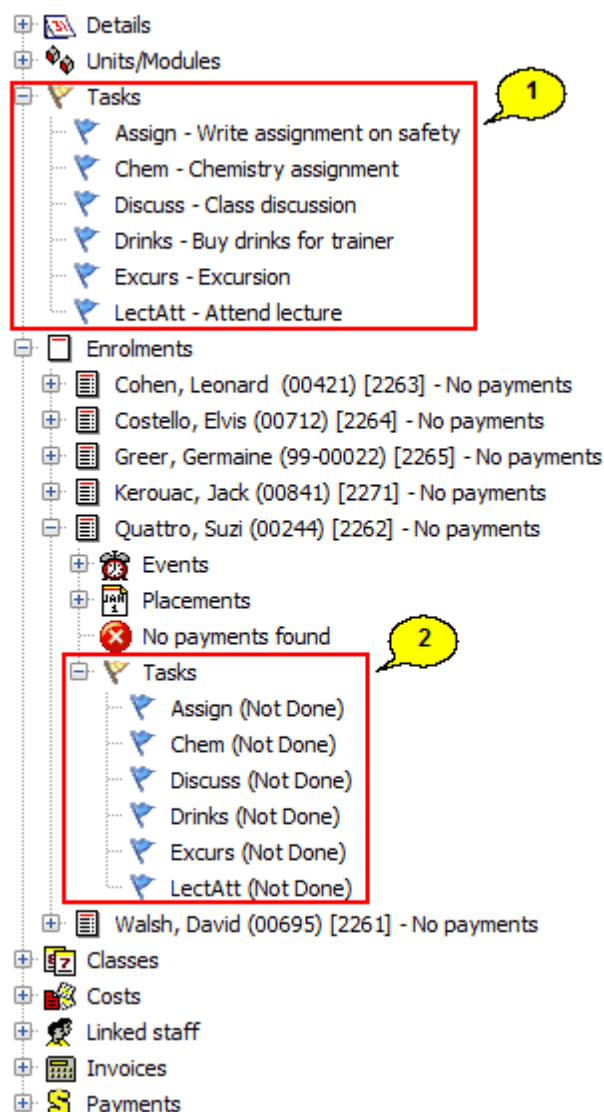 Details
Units/Modules
Tasks
1
Assign - Write assignment on safety
Chem - Chemistry assignment
Discuss - Class discussion
Drinks - Buy drinks for trainer
Excurs - Excursion
LectAtt - Attend lecture
Enrolments
Cohen, Leonard (00421) [2263] - No payments
Costello, Elvis (00712) [2264] - No payments
Greer, Germaine (99-00022) [2265] - No payments
Kerouac, Jack (00841) [2271] - No payments
Quattro, Suzi (00244) [2262] - No payments
Events
Placements
No payments found
2
Tasks
Assign (Not Done)
Chem (Not Done)
Discuss (Not Done)
Drinks (Not Done)
Excurs (Not Done)
LectAtt (Not Done)
Walsh, David (00695) [2261] - No payments
Classes
Costs
Linked staff
Invoices
Payments